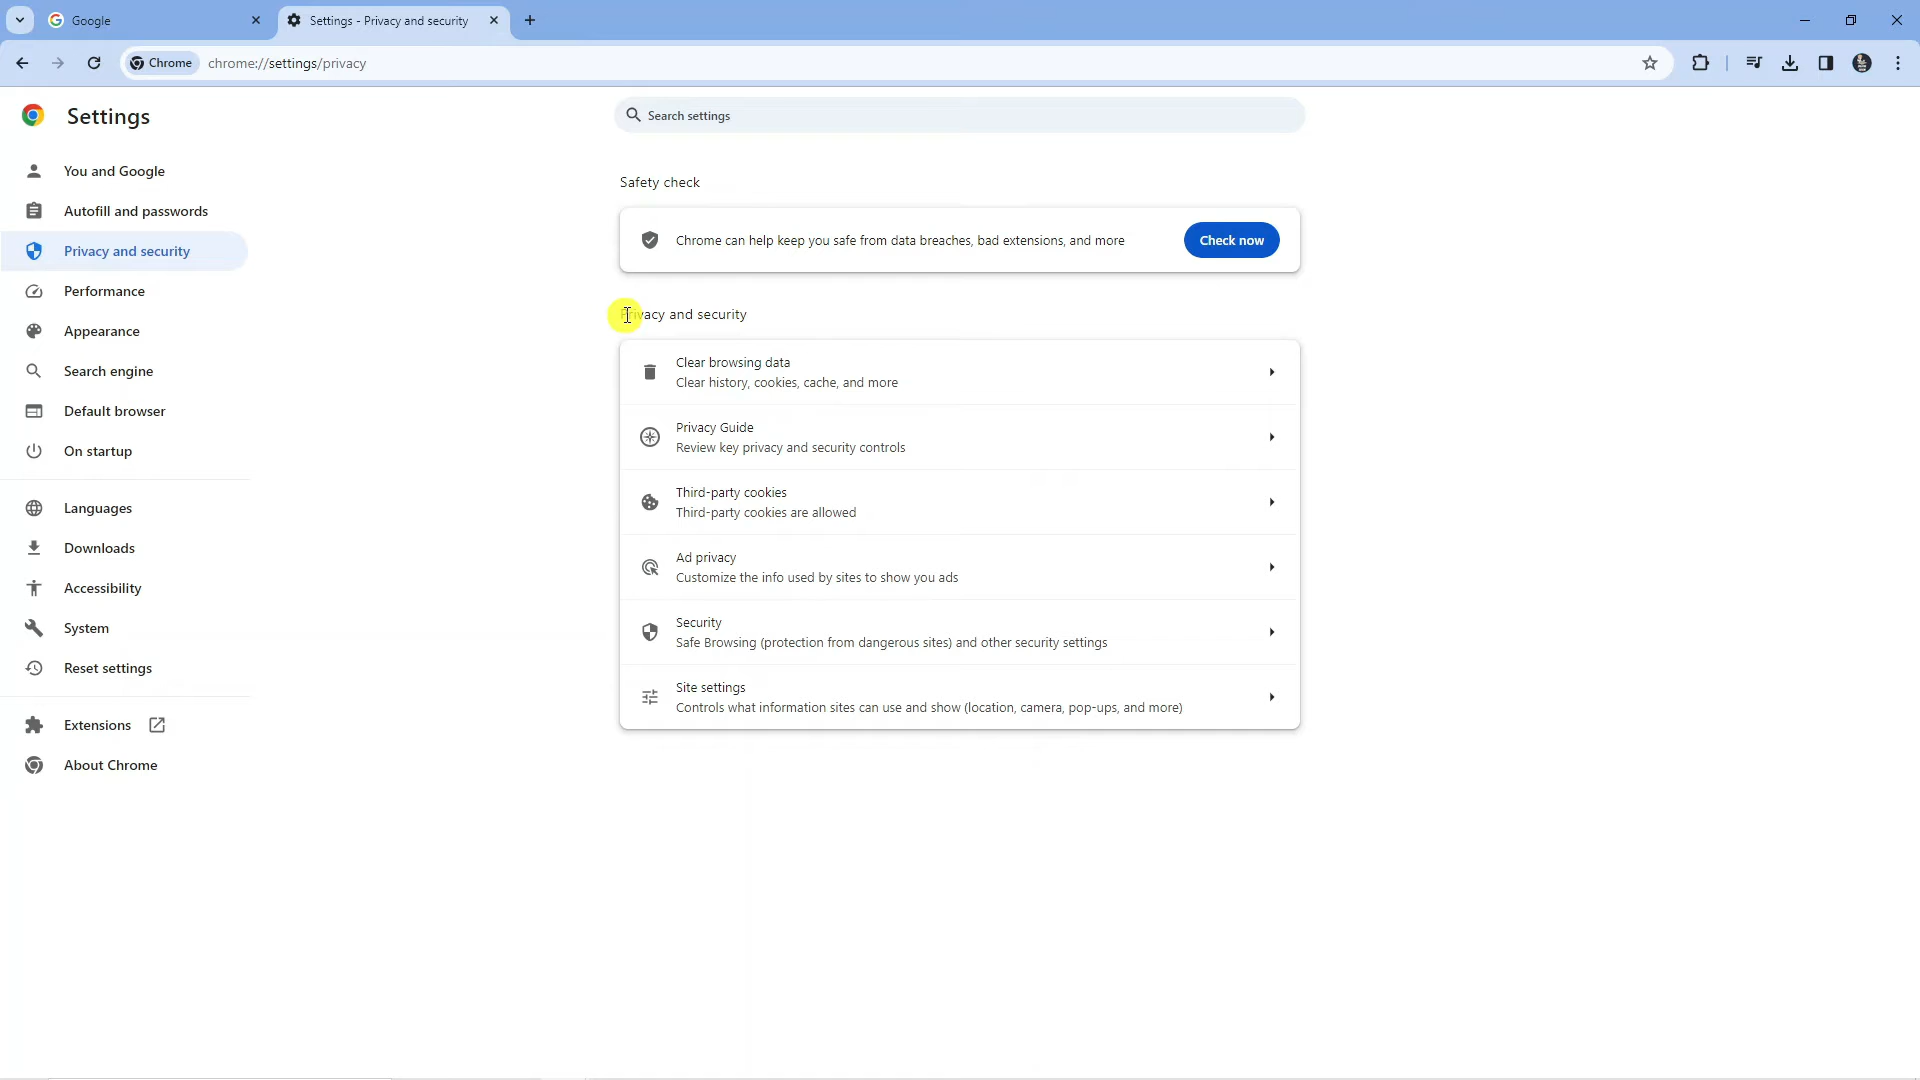 Google
Settings - Privacy and security
Chrome
chrome://settings/privacy
Settings
Search settings
You and Google
Autofill and passwords
Privacy and security
Performance
Appearance
Search engine
Default browser
On startup
Languages
Downloads
Accessibility
System
Reset settings
Extensions
About Chrome
Safety check
Chrome can help keep you safe from data breaches, bad extensions, and more
Check now
Privacy and security
Clear browsing data
Clear history, cookies, cache, and more
Privacy Guide
Review key privacy and security controls
Third-party cookies
Third-party cookies are allowed
Ad privacy
Customize the info used by sites to show you ads
Security
Safe Browsing (protection from dangerous sites) and other security settings
Site settings
Controls what information sites can use and show (location, camera, pop-ups, and more)